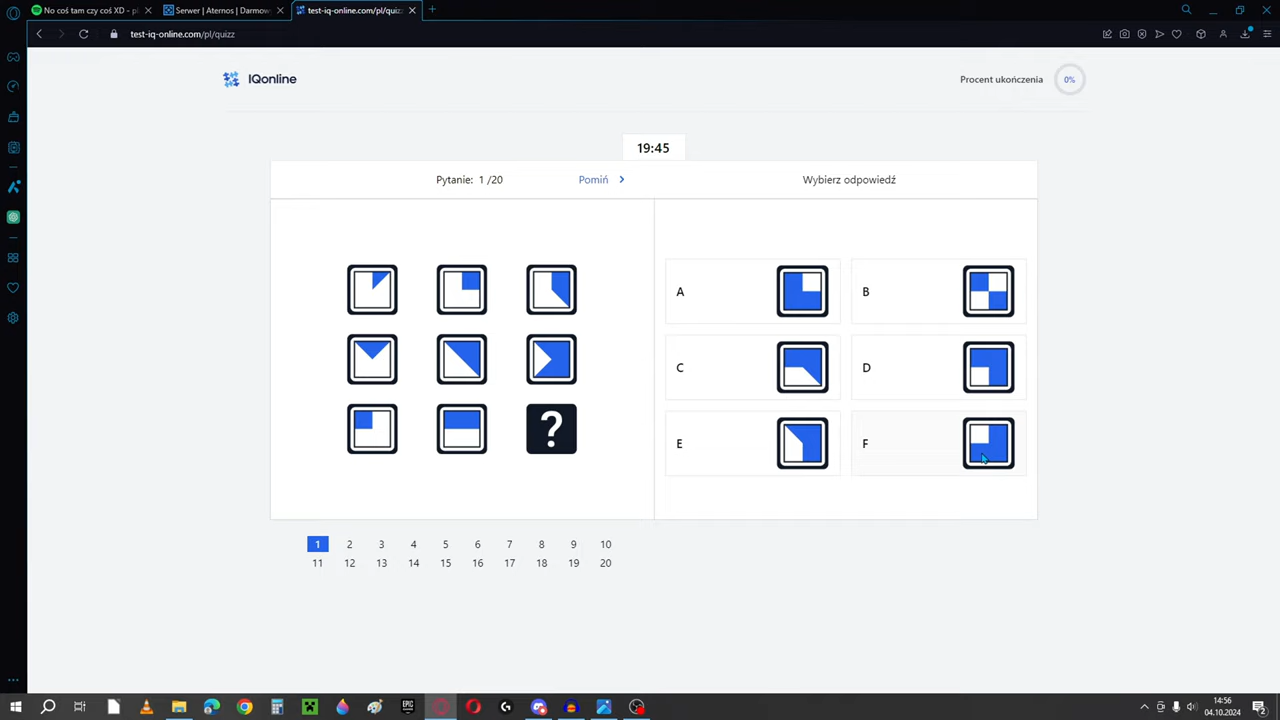 No coś tam czy coś XD - pl
Serwer | Aternos | Darmow
test-iq-online.com/pl/quizz
test-iq-online.com/pl/quizz
IQonline
Procent ukończenia
0%
19:45
Pytanie: 1 /20
Pomiń
Wybierz odpowiedź
?
A
B
C
D
E
F
1 2 3 4 5 6 7 8 9 10
11 12 13 14 15 16 17 18 19 20
EPIC
14:56
04.10.2024
2